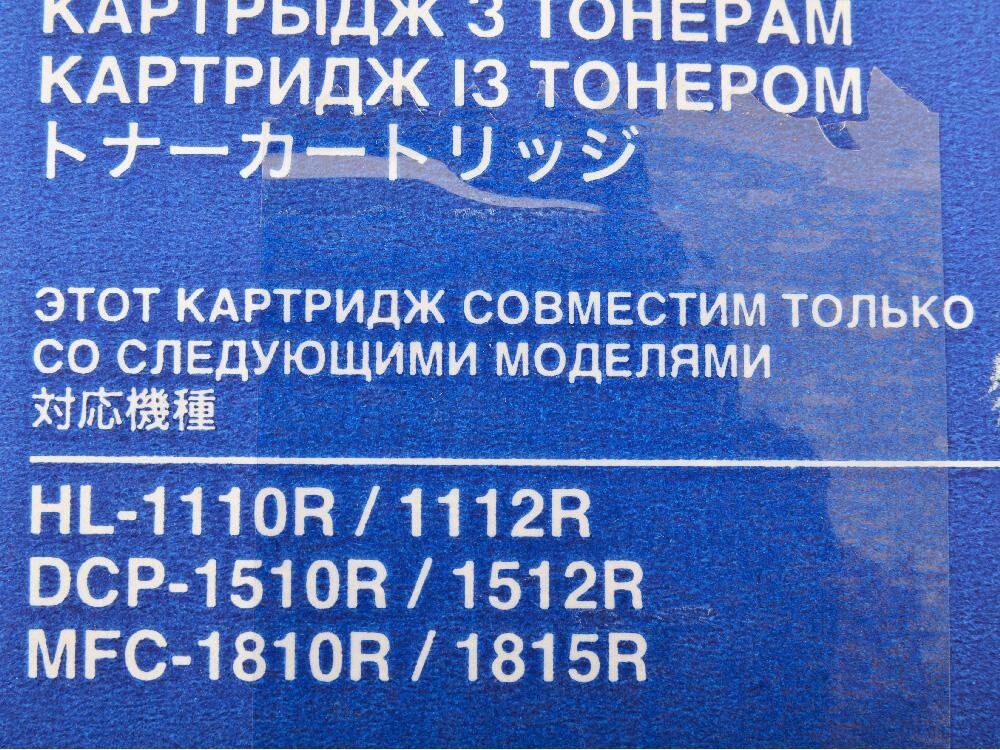 КАРТРЫДЖ З ТОНЕРАМ
КАРТРИДЖ ІЗ ТОНЕРОМ
トナーカートリッジ
ЭТОТ КАРТРИДЖ СОВМЕСТИМ ТОЛЬКО
СО СЛЕДУЮЩИМИ МОДЕЛЯМИ
対応機種
HL-1110R / 1112R
DCP-1510R / 1512R
MFC-1810R / 1815R